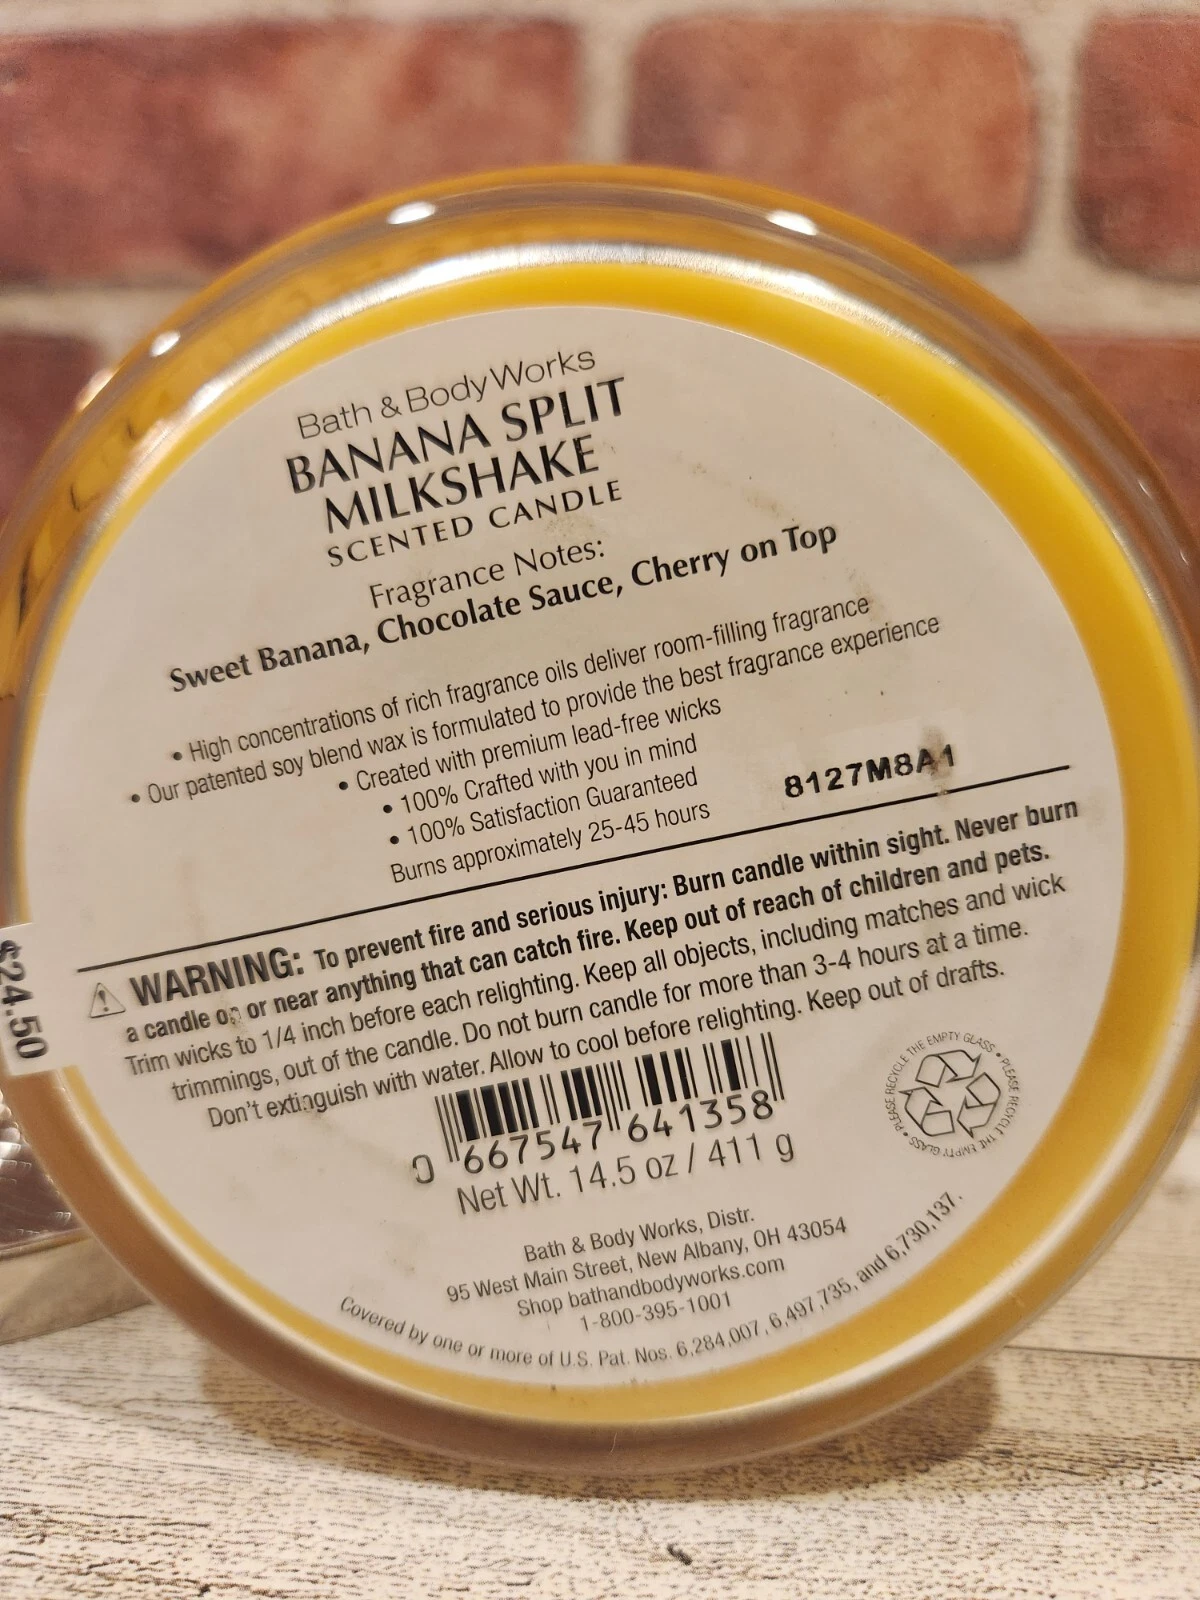 Bath & Body Works
BANANA SPLIT
MILKSHAKE
SCENTED CANDLE
Fragrance Notes:
Sweet Banana, Chocolate Sauce, Cherry on Top
• High concentrations of rich fragrance oils deliver room-filling fragrance
• Our patented soy blend wax is formulated to provide the best fragrance experience
• Created with premium lead-free wicks
• 100% Crafted with you in mind
• 100% Satisfaction Guaranteed
Burns approximately 25-45 hours
8127M8A1
⚠ WARNING: To prevent fire and serious injury: Burn candle within sight. Never burn
a candle on or near anything that can catch fire. Keep out of reach of children and pets.
Trim wicks to 1/4 inch before each relighting. Keep all objects, including matches and wick
trimmings, out of the candle. Do not burn candle for more than 3-4 hours at a time.
Don't extinguish with water. Allow to cool before relighting. Keep out of drafts.
$24.50
0 667547 641358
Net Wt. 14.5 oz / 411 g
PLEASE RECYCLE THE EMPTY GLASS • PLEASE RECYCLE THE EMPTY GLASS •
Bath & Body Works, Distr.
95 West Main Street, New Albany, OH 43054
Shop bathandbodyworks.com
1-800-395-1001
Covered by one or more of U.S. Pat. Nos. 6,284,007, 6,497,735, and 6,730,137.